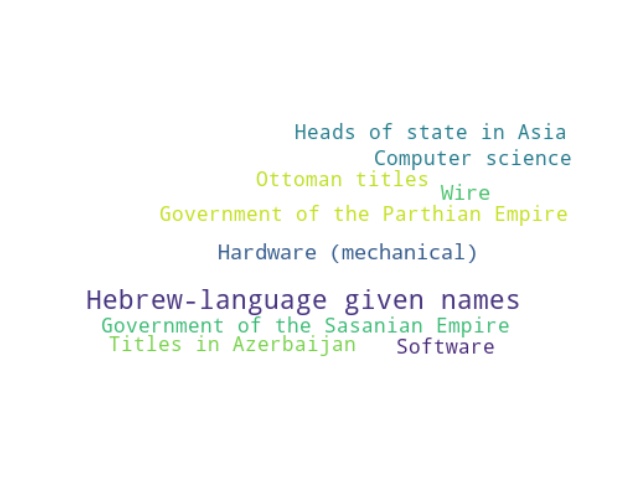 Heads of state in Asia
Computer science
Ottoman titles
Wire
Government of the Parthian Empire
Hardware (mechanical)
Hebrew-language given names
Government of the Sasanian Empire
Titles in Azerbaijan
Software